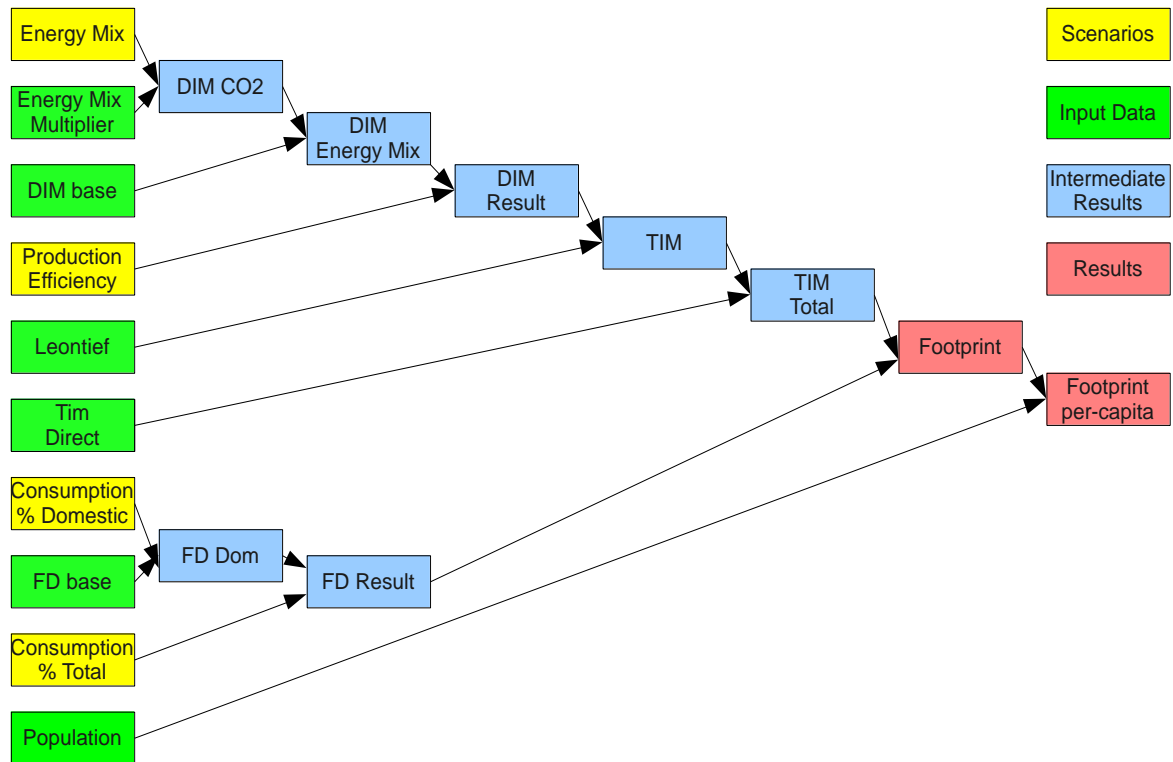 Energy Mix
Energy Mix
Multiplier
DIM base
Production
Efficiency
Leontief
Tim
Direct
Consumption
% Domestic
FD base
Consumption
% Total
Population
DIM CO2
FD Dom
DIM
Energy Mix
FD Result
DIM
Result
TIM
TIM
Total
Footprint
Footprint
per-capita
Scenarios
Input Data
Intermediate
Results
Results